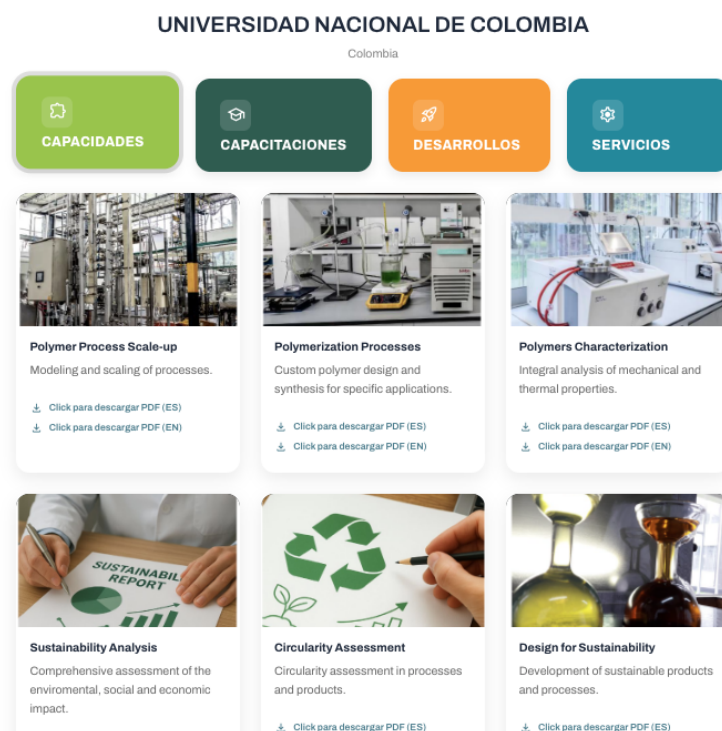 UNIVERSIDAD NACIONAL DE COLOMBIA
Colombia
CAPACIDADES
CAPACITACIONES
DESARROLLOS
SERVICIOS
Polymer Process Scale-up
Modeling and scaling of processes.
Click para descargar PDF (ES)
Click para descargar PDF (EN)
Polymerization Processes
Custom polymer design and
synthesis for specific applications.
Click para descargar PDF (ES)
Click para descargar PDF (EN)
Polymers Characterization
Integral analysis of mechanical and
thermal properties.
Click para descargar PDF (ES)
Click para descargar PDF (EN)
SUSTAINABIL
REPORT
Sustainability Analysis
Comprehensive assessment of the
enviromental, social and economic
impact.
Circularity Assessment
Circularity assessment in processes
and products.
Click para descargar PDF (ES)
Design for Sustainability
Development of sustainable products
and processes.
Click para descargar PDF (ES)